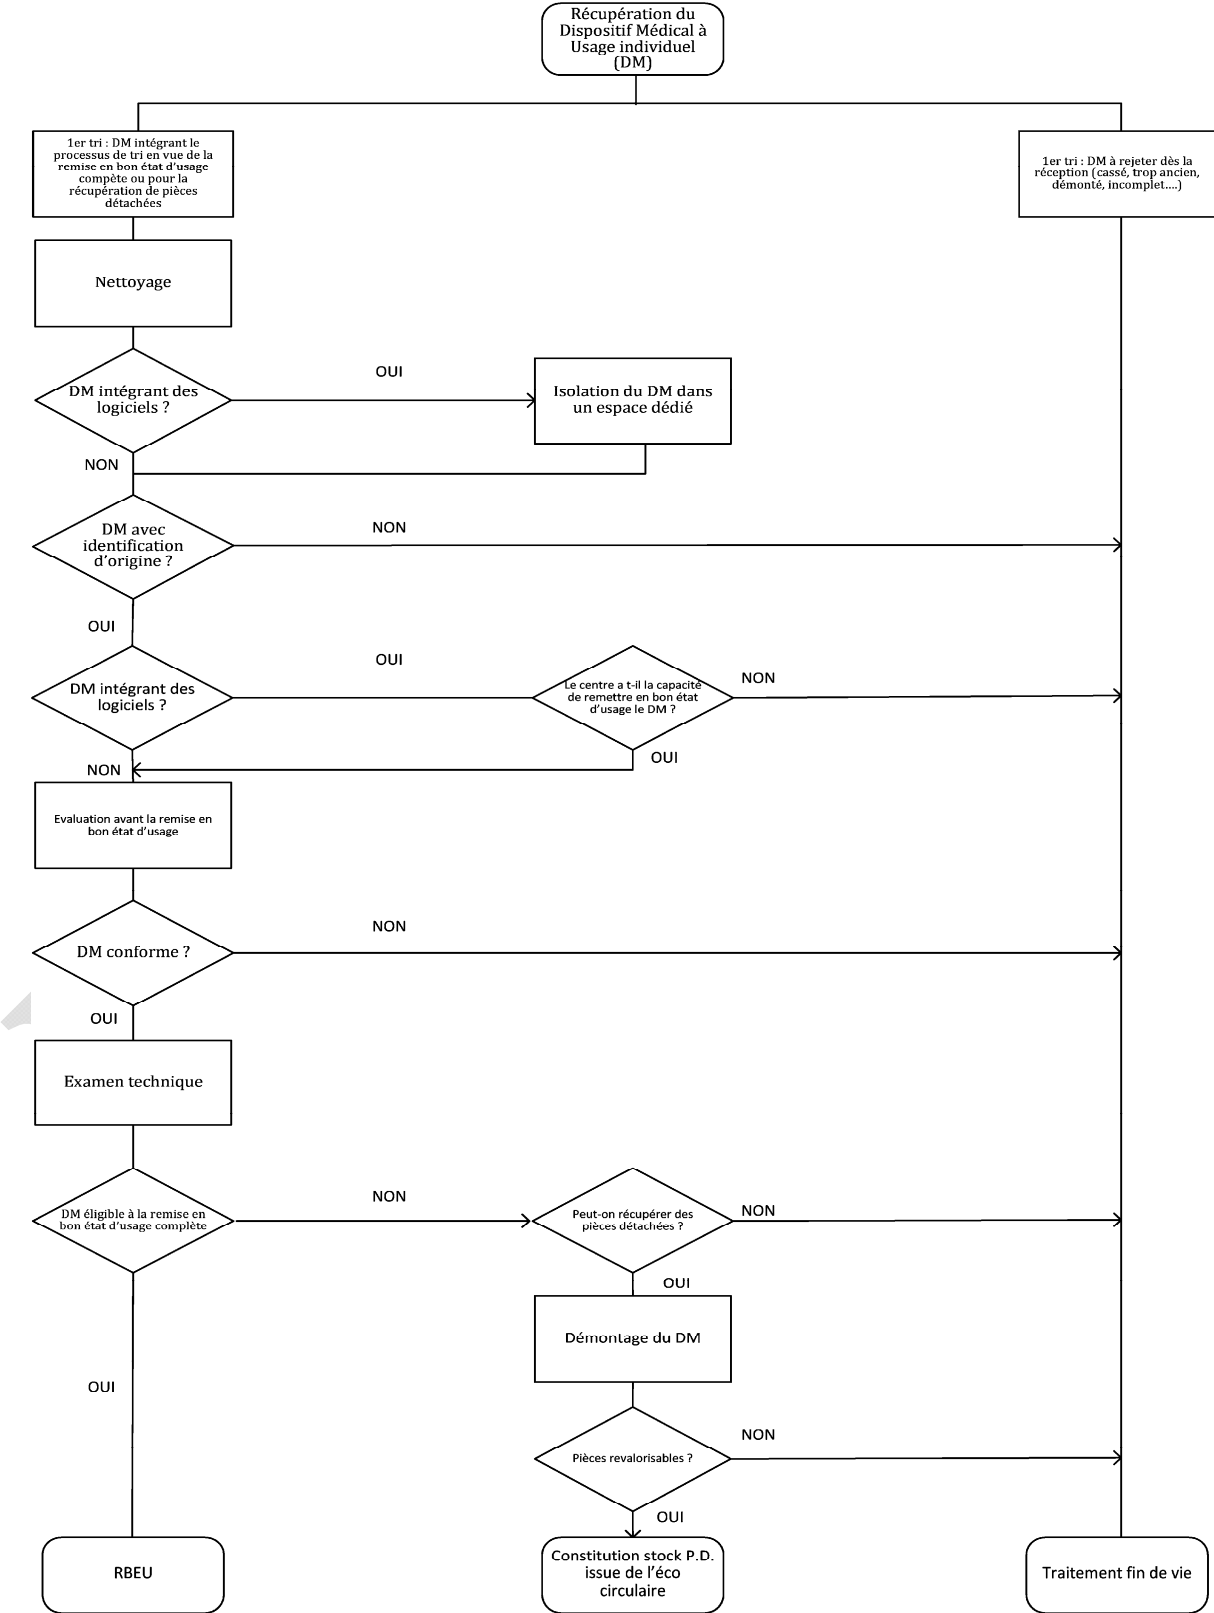 Récupération du
Dispositif Médical à
Usage individuel
(DM)
1er tri : DM intégrant le
processus de tri en vue de la
remise en bon état d'usage
compète ou pour la
récupération de pièces
détachées
1er tri : DM à rejeter dès la
réception (cassé, trop ancien,
démonté, incomplet....)
Nettoyage
DM intégrant des
logiciels ?
OUI
Isolation du DM dans
un espace dédié
NON
DM avec
identification
d'origine ?
NON
OUI
DM intégrant des
logiciels ?
OUI
Le centre a t-il la capacité
de remettre en bon état
d'usage le DM ?
NON
OUI
NON
Evaluation avant la remise en
bon état d'usage
DM conforme ?
NON
OUI
Examen technique
DM éligible à la remise en
bon état d'usage complète
NON
Peut-on récupérer des
pièces détachées ?
NON
OUI
Démontage du DM
OUI
Pièces revalorisables ?
NON
OUI
RBEU
Constitution stock P.D.
issue de l'éco
circulaire
Traitement fin de vie